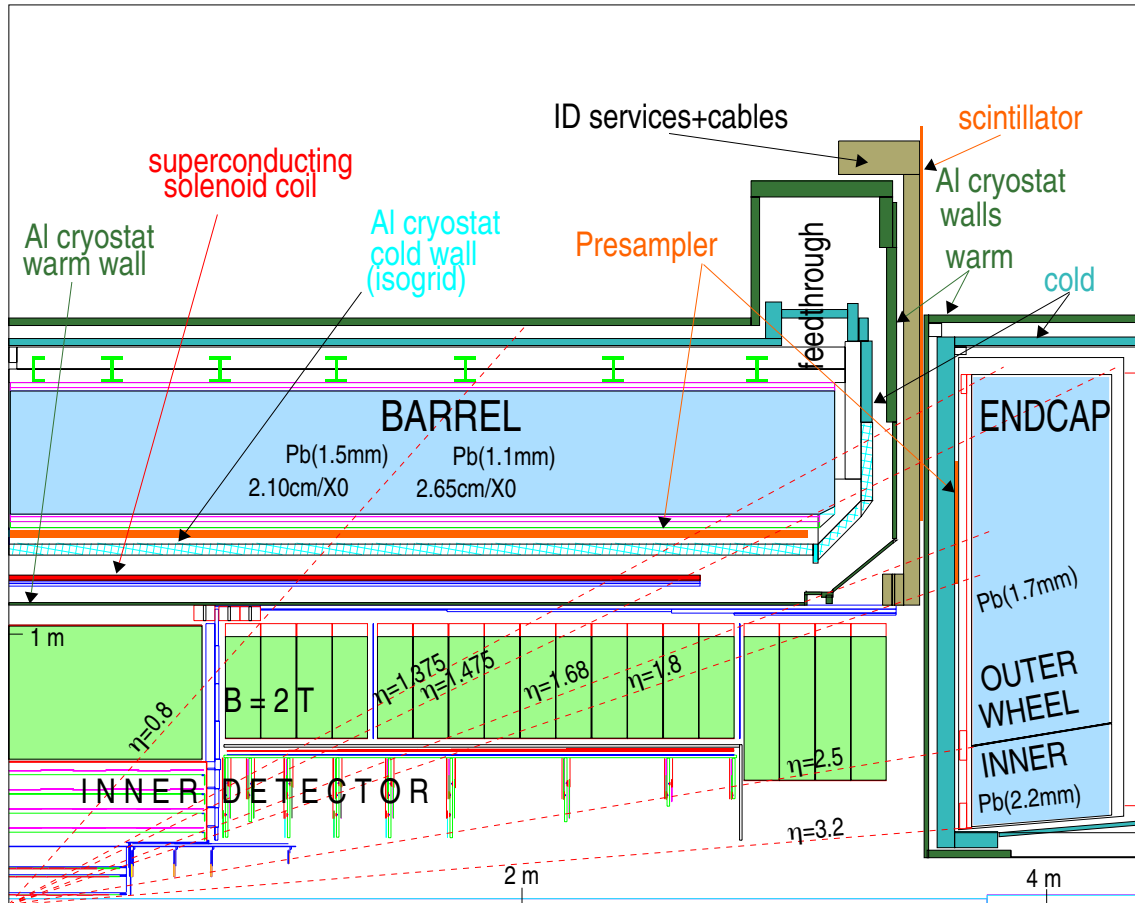 ID services+cables
scintillator
superconducting
solenoid coil
Al cryostat
walls
Al cryostat
warm wall
Al cryostat
cold wall
(isogrid)
Presampler
feedthrough
warm
cold
BARREL
ENDCAP
Pb(1.5mm)
Pb(1.1mm)
2.10cm/X0
2.65cm/X0
Pb(1.7mm)
1 m
η=0.8
B = 2 T
η=1.375
η=1.475
η=1.68
η=1.8
OUTER
WHEEL
η=2.5
INNER
Pb(2.2mm)
INNER DETECTOR
η=3.2
2 m
4 m